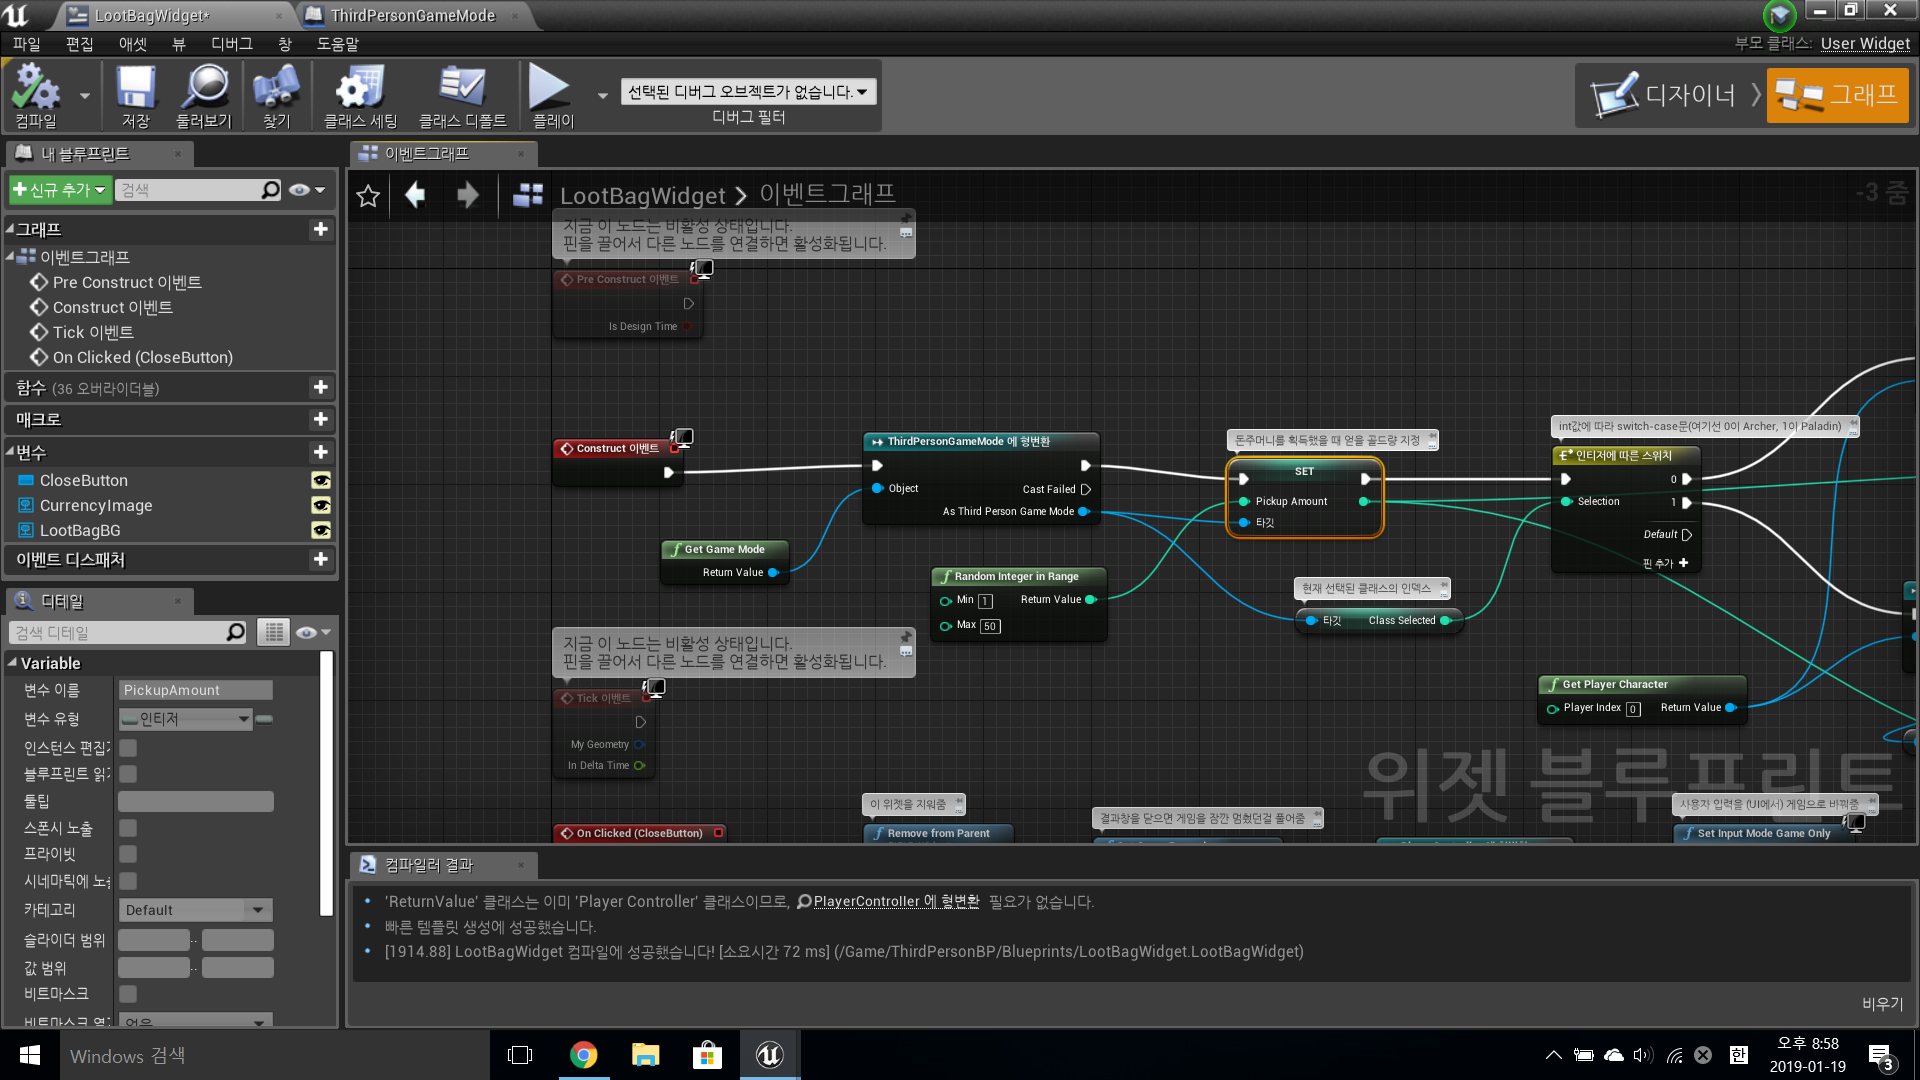 LootBagWidget*
ThirdPersonGameMode
파일 편집 애셋 뷰 디버그 창 도움말
부모 클래스: User Widget
컴파일
저장
둘러보기
찾기
클래스 세팅
클래스 디폴트
플레이
선택된 디버그 오브젝트가 없습니다.
디버그 필터
디자이너
그래프
내 블루프린트
이벤트그래프
신규 추가
검색
LootBagWidget > 이벤트그래프
-3 줌
그래프
이벤트그래프
Pre Construct 이벤트
Construct 이벤트
Tick 이벤트
On Clicked (CloseButton)
함수 (36 오버라이더블)
매크로
변수
CloseButton
CurrencyImage
LootBagBG
이벤트 디스패처
디테일
검색 디테일
Variable
변수 이름 PickupAmount
변수 유형 인티저
인스턴스 편집
블루프린트 읽
툴팁
스폰시 노출
프라이빗
시네마틱에 노
카테고리 Default
슬라이더 범위 ..
값 범위 ..
비트마스크
지금 이 노드는 비활성 상태입니다.
핀을 끌어서 다른 노드를 연결하면 활성화됩니다.
Pre Construct 이벤트
Is Design Time
Construct 이벤트
ThirdPersonGameMode 에 형변환
Object
Cast Failed
As Third Person Game Mode
Get Game Mode
Return Value
Random Integer in Range
Min 1 Return Value
Max 50
돈주머니를 획득했을 때 얻을 골드량 지정
SET
Pickup Amount
타깃
int값에 따라 switch-case문(여기선 0이 Archer, 1이 Paladin)
인티저에 따른 스위치
0
Selection 1
Default
핀 추가
현재 선택된 클래스의 인덱스
타깃 Class Selected
Get Player Character
Player Index 0 Return Value
지금 이 노드는 비활성 상태입니다.
핀을 끌어서 다른 노드를 연결하면 활성화됩니다.
Tick 이벤트
My Geometry
In Delta Time
위젯 블루프린트
On Clicked (CloseButton)
이 위젯을 지워줌
Remove from Parent
결과창을 닫으면 게임을 잠깐 멈췄던걸 풀어줌
사용자 입력을 (UI에서) 게임으로 바꿔줌
Set Input Mode Game Only
컴파일러 결과
'ReturnValue' 클래스는 이미 'Player Controller' 클래스이므로, PlayerController 에 형변환 필요가 없습니다.
빠른 템플릿 생성에 성공했습니다.
[1914.88] LootBagWidget 컴파일에 성공했습니다! [소요시간 72 ms] (/Game/ThirdPersonBP/Blueprints/LootBagWidget.LootBagWidget)
비우기
Windows 검색
한
오후 8:58
2019-01-19
3